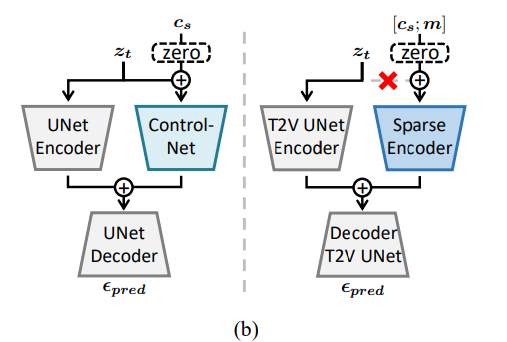 c_s
zero
z_t
UNet
Encoder
Control-
Net
UNet
Decoder
ϵ_pred
[c_s; m]
zero
z_t
T2V UNet
Encoder
Sparse
Encoder
Decoder
T2V UNet
ϵ_pred
(b)